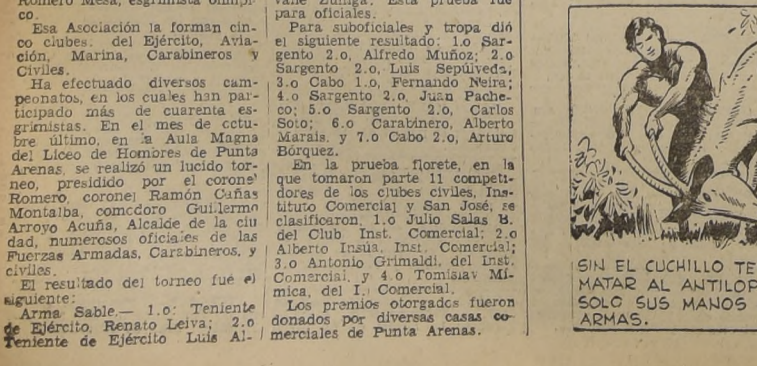 Romero Mesa, esgrimista olímpi-
co.
Esa Asociación la forman cin-
co clubes. del Ejército, Avia-
ción, Marina, Carabineros y
Civiles.
Ha efectuado diversos cam-
peonatos, en los cuales han par-
ticipado más de cuarenta es-
grimistas. En el mes de octu-
bre último, en la Aula Magna
del Liceo de Hombres de Punta
Arenas, se realizó un lucido tor-
neo, presidido por el coronel
Romero, coronel Ramón Cañas
Montalba, comodoro Guillermo
Arroyo Acuña, Alcalde de la ciu
dad, numerosos oficiales de las
Fuerzas Armadas, Carabineros, y
civiles.
El resultado del torneo fué el
siguiente:
Arma Sable.— 1.o: Teniente
de Ejército, Renato Leiva; 2.o
Teniente de Ejército Luis Al-
valle Zúñiga. Esta prueba fué
para oficiales.
Para suboficiales y tropa dió
el siguiente resultado: 1.o Sar-
gento 2.o, Alfredo Muñoz; 2.o
Sargento 2.o, Luis Sepúlveda;
3.o Cabo 1.o, Fernando Neira;
4.o Sargento 2.o, Juan Pache-
co; 5.o Sargento 2.o, Carlos
Soto; 6.o Carabinero, Alberto
Marais, y 7.o Cabo 2.o, Arturo
Bórquez.
En la prueba florete, en la
que tomaron parte 11 competi-
dores de los clubes civiles, Ins-
tituto Comercial y San José, se
clasificaron, 1.o Julio Salas B.
del Club Inst. Comercial; 2.o
Alberto Insúa, Inst. Comercial;
3.o Antonio Grimaldi, del Inst.
Comercial, y 4.o Tomislav Mí-
mica, del I. Comercial.
Los premios otorgados fueron
donados por diversas casas co-
merciales de Punta Arenas.
SIN EL CUCHILLO TE
MATAR AL ANTILOP
SOLO SUS MANOS
ARMAS.